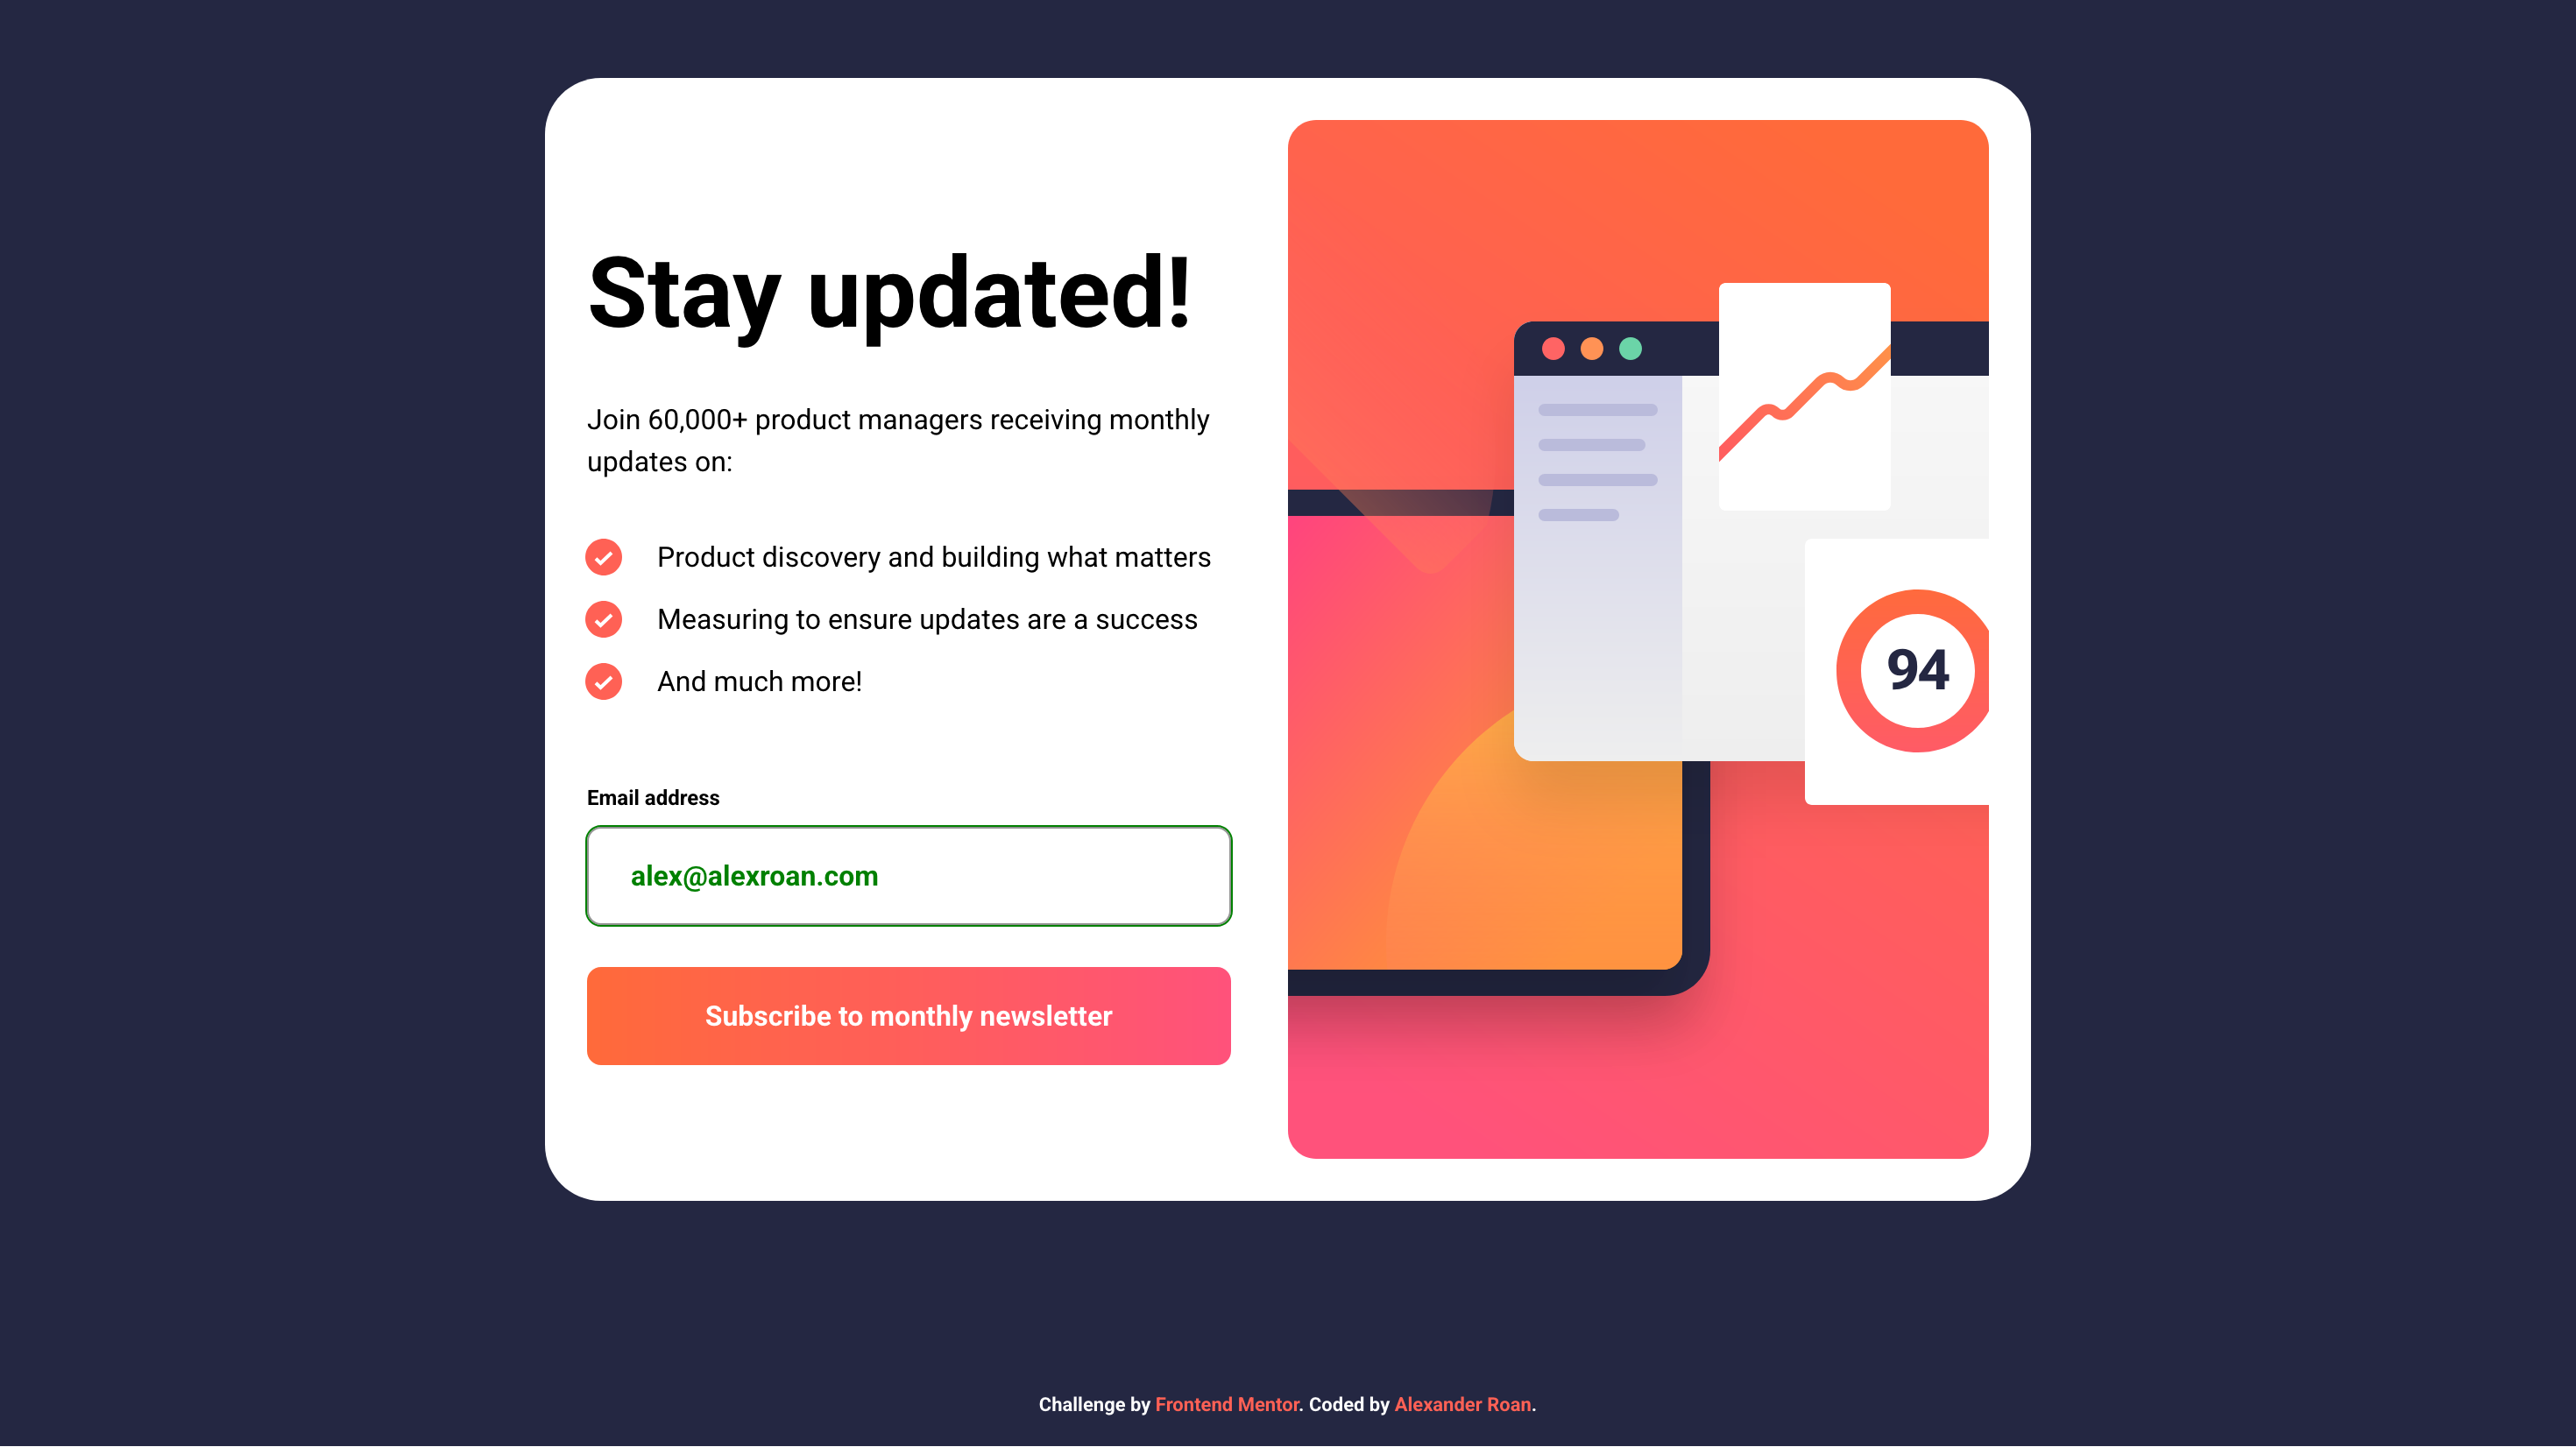 Stay updated!
Join 60,000+ product managers receiving monthly
updates on:
Product discovery and building what matters
Measuring to ensure updates are a success
And much more!
Email address
alex@alexroan.com
Subscribe to monthly newsletter
94
Challenge by Frontend Mentor. Coded by Alexander Roan.